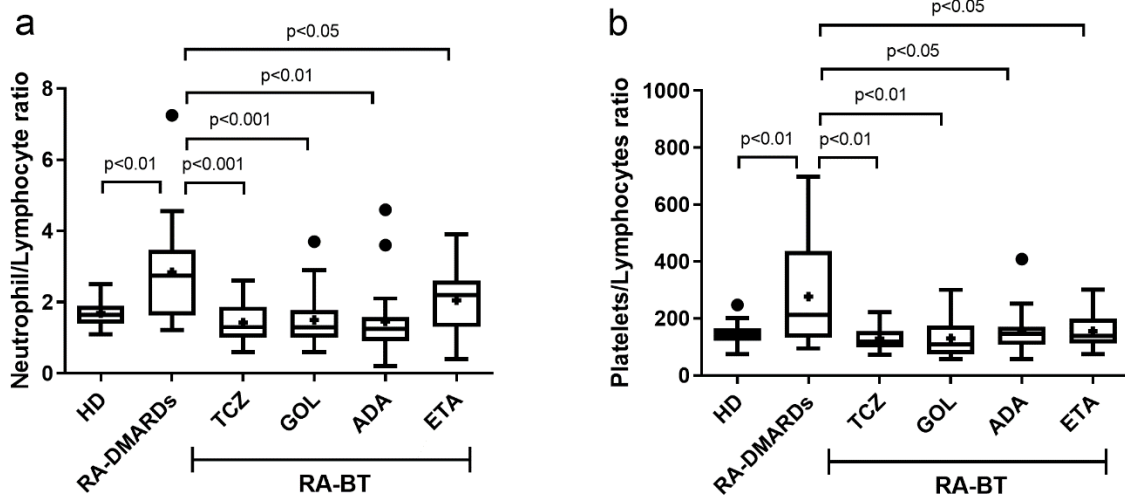 a
p<0.05
p<0.01
p<0.001
p<0.01
p<0.001
Neutrophil/Lymphocyte ratio
8
6
4
2
0
HD
RA-DMARDs
TCZ
GOL
ADA
ETA
RA-BT
b
p<0.05
p<0.05
p<0.01
p<0.01
p<0.01
Platelets/Lymphocytes ratio
1000
800
600
400
200
0
HD
RA-DMARDs
TCZ
GOL
ADA
ETA
RA-BT